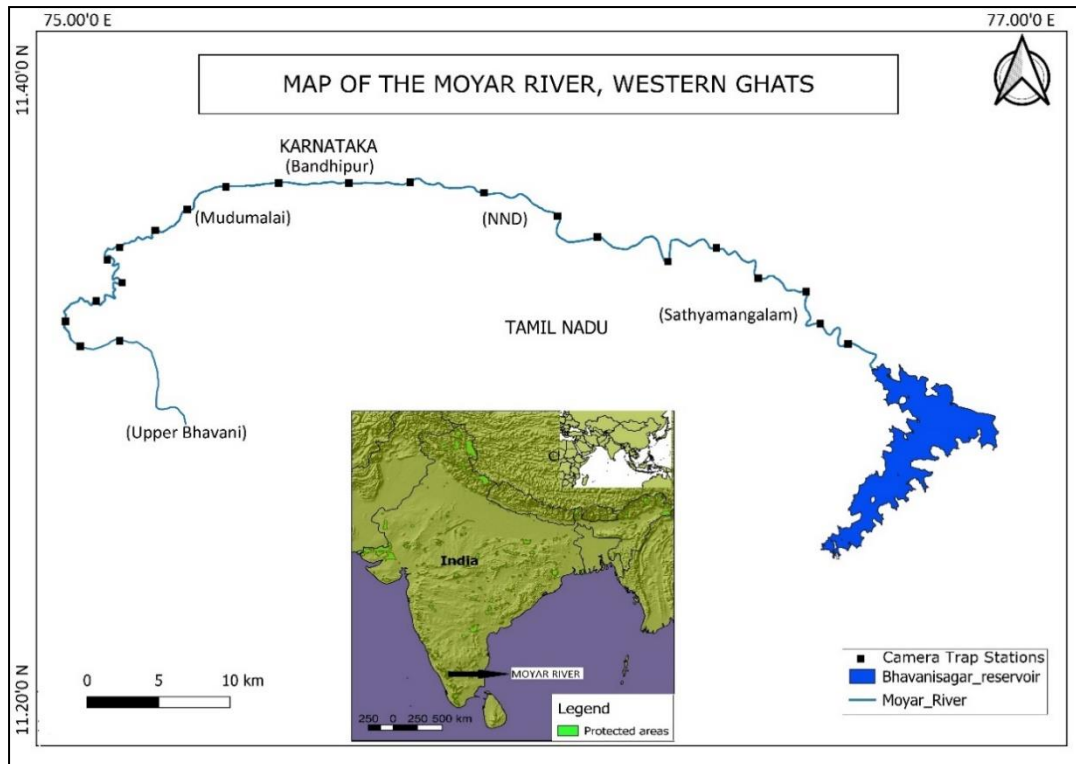 75.00'0 E
77.00'0 E
11.40'0 N
MAP OF THE MOYAR RIVER, WESTERN GHATS
KARNATAKA
(Bandhipur)
(Mudumalai)
(NND)
(Sathyamangalam)
TAMIL NADU
(Upper Bhavani)
India
MOYAR RIVER
Legend
Protected areas
250 0 250 500 km
0 5 10 km
11.20'0 N
Camera Trap Stations
Bhavanisagar_reservoir
Moyar_River